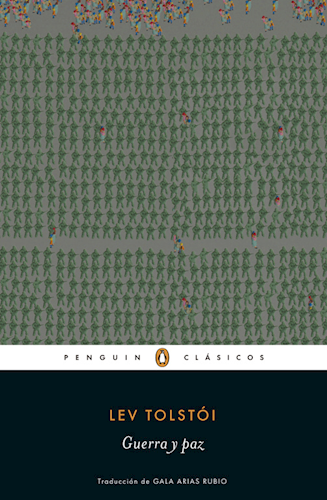 PENGUIN CLÁSICOS
LEV TOLSTÓI
Guerra y paz
Traducción de GALA ARIAS RUBIO